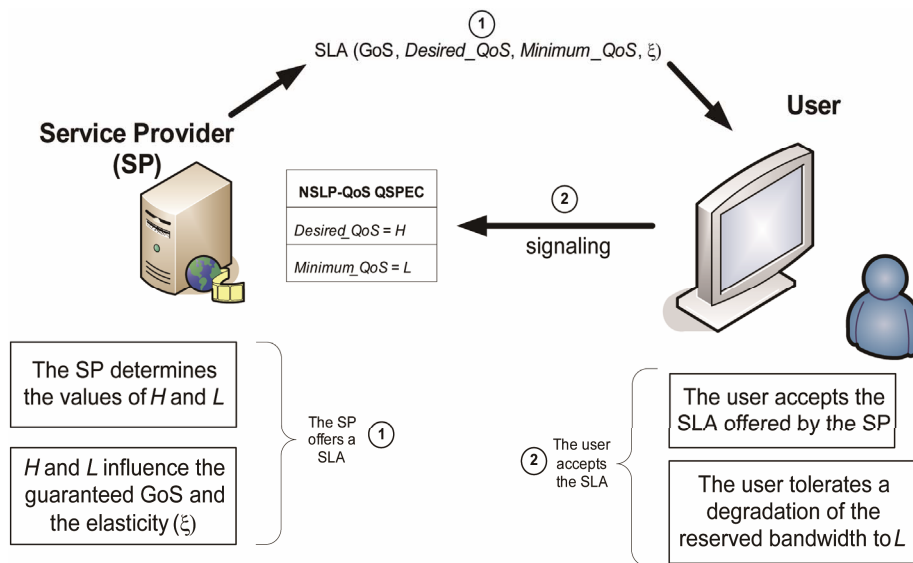 1
SLA (GoS, Desired_QoS, Minimum_QoS, ξ)
User
Service Provider
(SP)
NSLP-QoS QSPEC
Desired_QoS = H
Minimum_QoS = L
2
signaling
The SP determines
the values of H and L
H and L influence the
guaranteed GoS and
the elasticity (ξ)
The SP
offers a
SLA
1
2
The user
accepts
the SLA
The user accepts the
SLA offered by the SP
The user tolerates a
degradation of the
reserved bandwidth to L